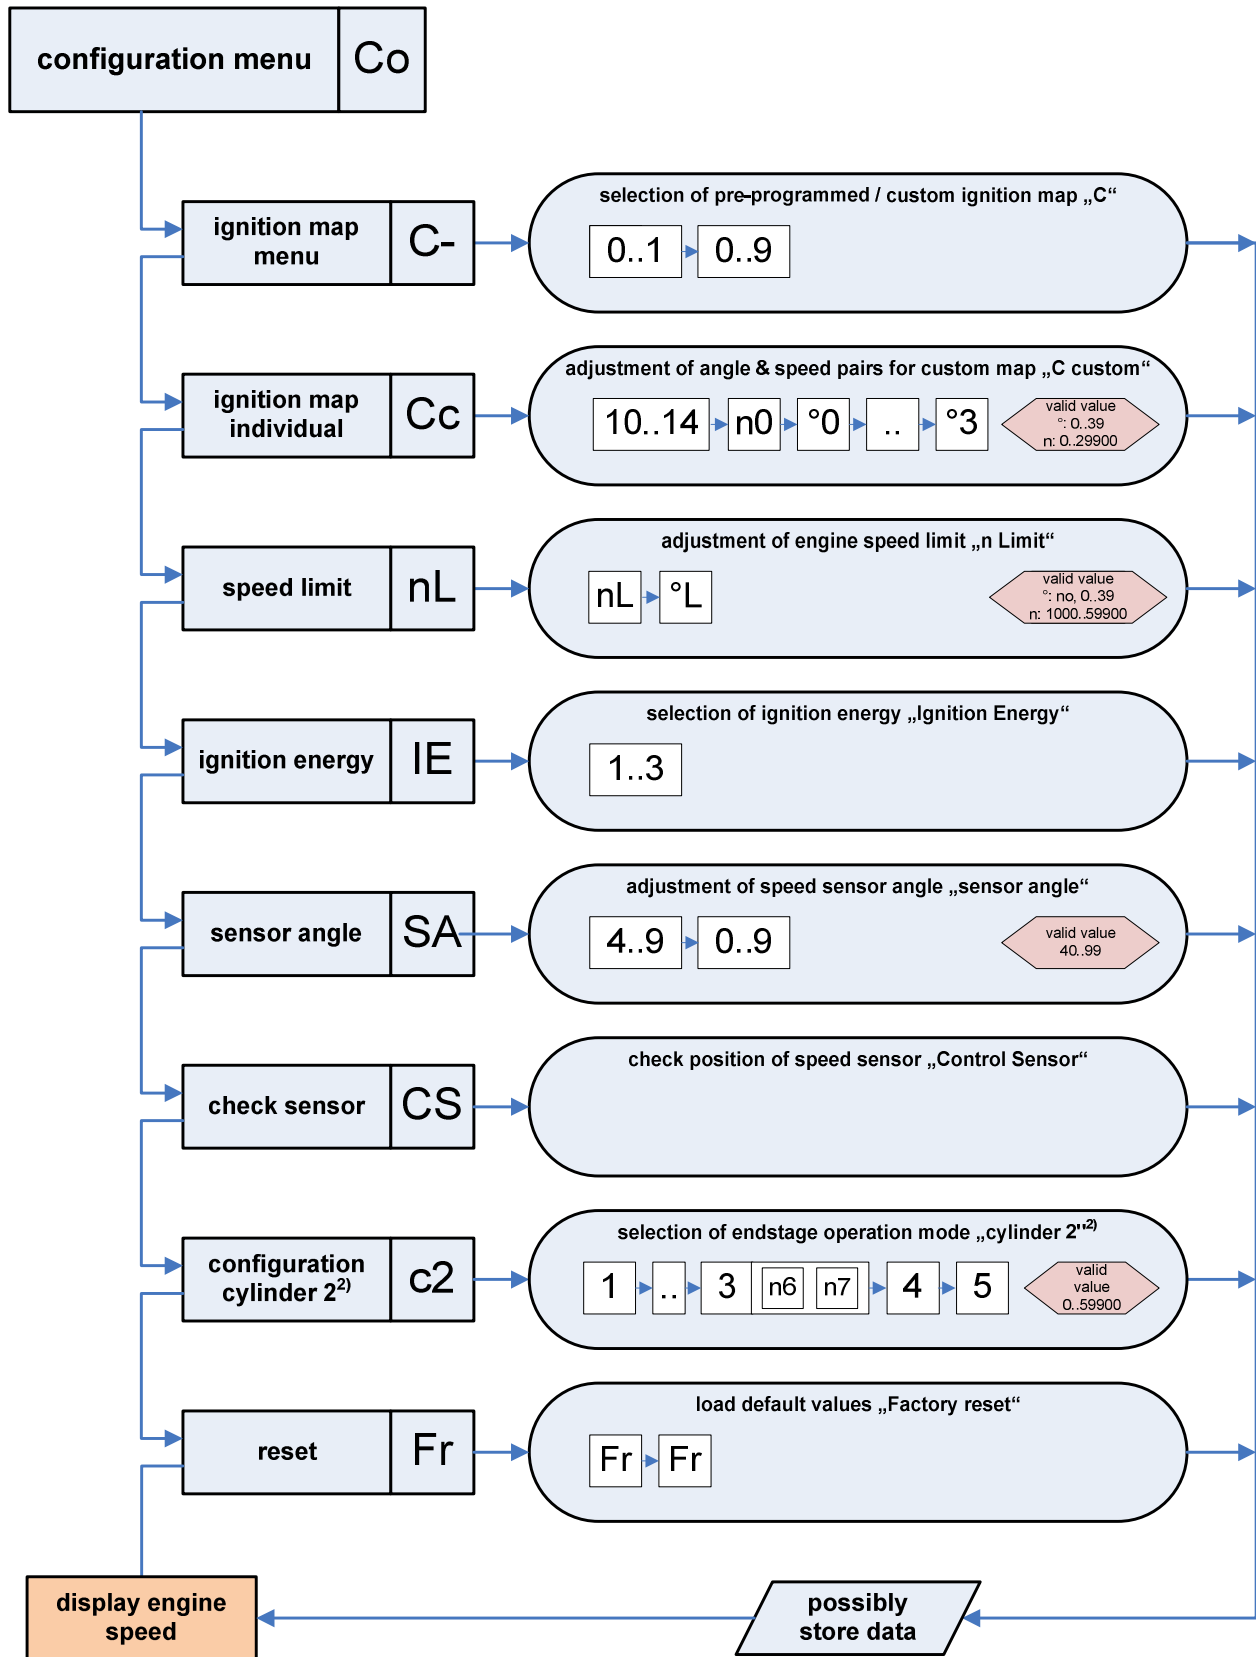 configuration menu Co
selection of pre-programmed / custom ignition map „C“
ignition map
menu
C-
0..1 0..9
adjustment of angle & speed pairs for custom map „C custom“
ignition map
individual
Cc
10..14 n0 °0 .. °3
valid value
°: 0..39
n: 0..29900
adjustment of engine speed limit „n Limit“
speed limit nL
nL °L
valid value
°: no, 0..39
n: 1000..59900
selection of ignition energy „Ignition Energy“
ignition energy IE
1..3
adjustment of speed sensor angle „sensor angle“
sensor angle SA
4..9 0..9
valid value
40..99
check position of speed sensor „Control Sensor“
check sensor CS
selection of endstage operation mode „cylinder 2"²⁾
configuration
cylinder 2²⁾
c2
1 .. 3 n6 n7 4 5
valid
value
0..59900
load default values „Factory reset“
reset Fr
Fr Fr
display engine
speed
possibly
store data